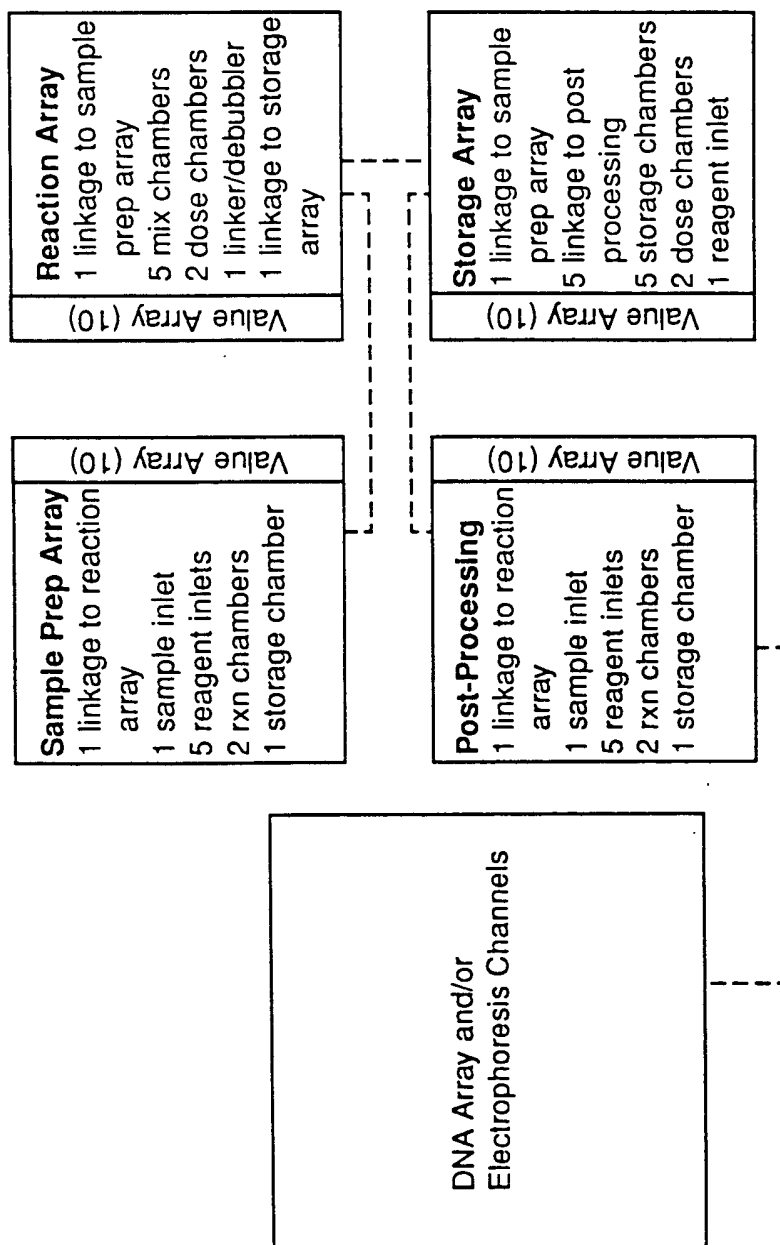 Reaction Array
1 linkage to sample
prep array
5 mix chambers
2 dose chambers
1 linker/debubbler
1 linkage to storage
array
Value Array (10)
Storage Array
1 linkage to sample
prep array
5 linkage to post
processing
5 storage chambers
2 dose chambers
1 reagent inlet
Value Array (10)
Sample Prep Array
1 linkage to reaction
array
1 sample inlet
5 reagent inlets
2 rxn chambers
1 storage chamber
Value Array (10)
Post-Processing
1 linkage to reaction
array
1 sample inlet
5 reagent inlets
2 rxn chambers
1 storage chamber
Value Array (10)
DNA Array and/or
Electrophoresis Channels